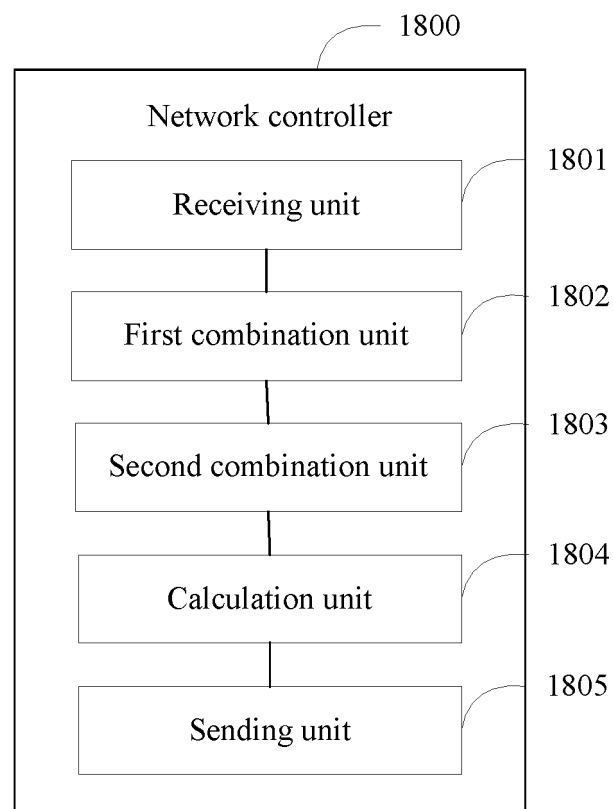 1800
Network controller
1801
Receiving unit
1802
First combination unit
1803
Second combination unit
1804
Calculation unit
1805
Sending unit